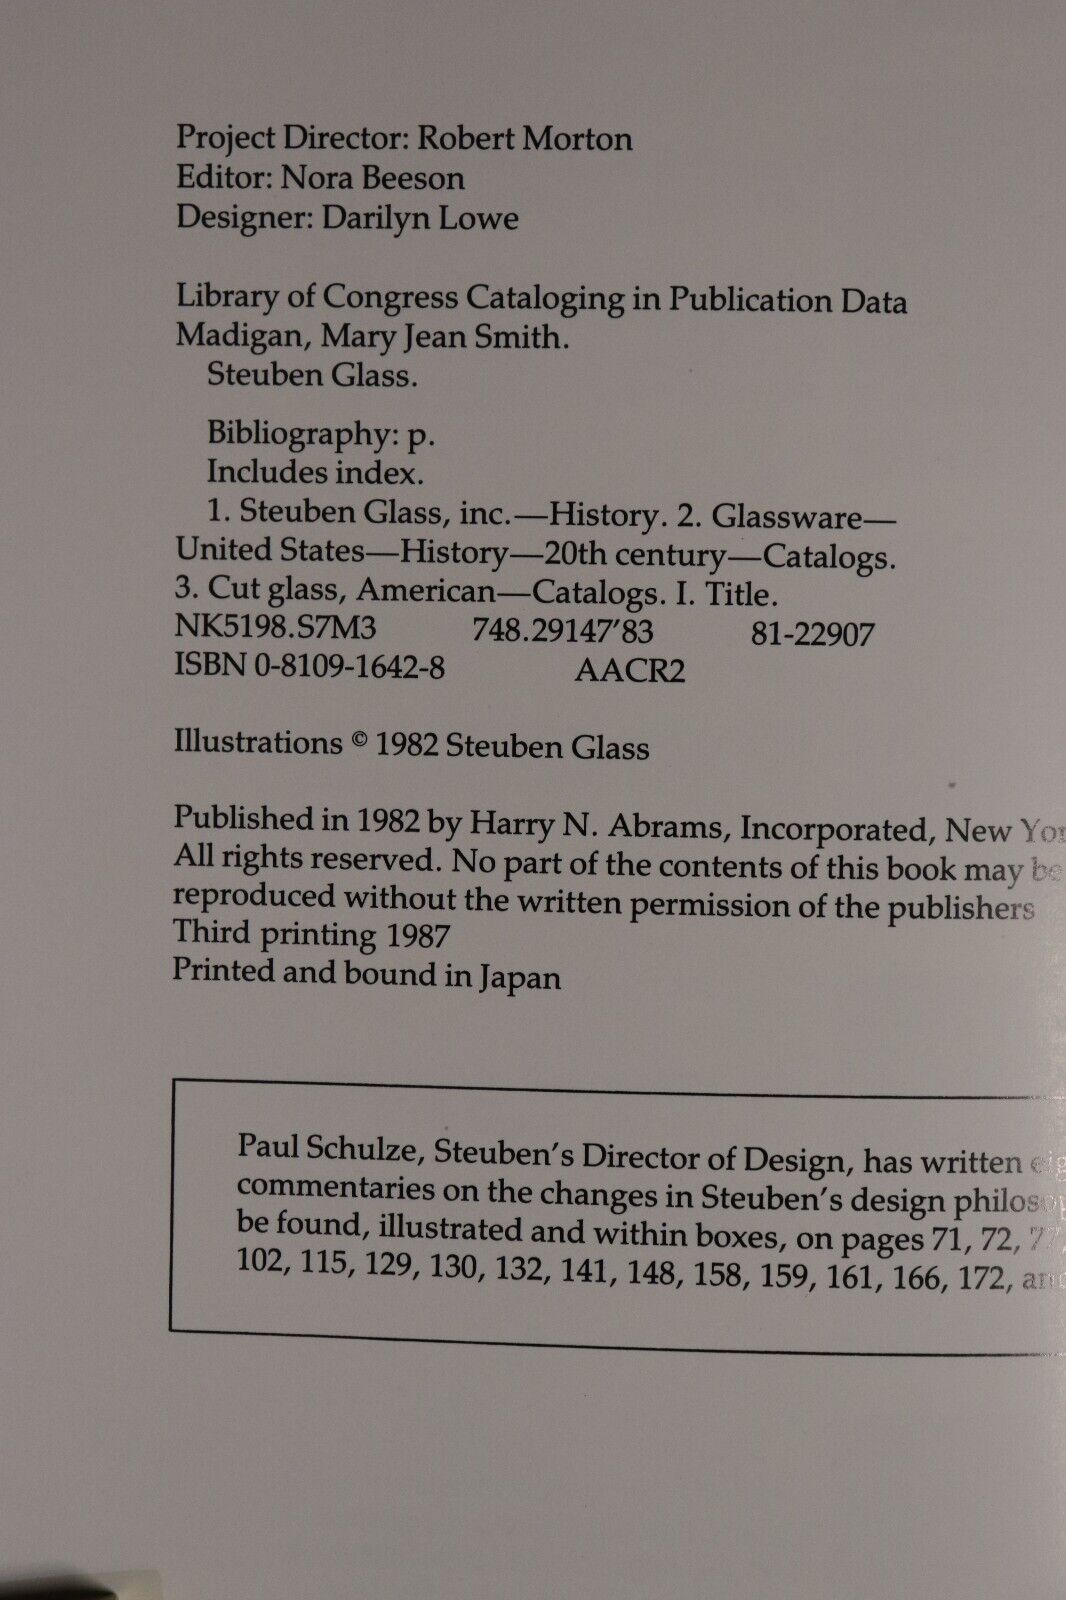 Project Director: Robert Morton
Editor: Nora Beeson
Designer: Darilyn Lowe
Library of Congress Cataloging in Publication Data
Madigan, Mary Jean Smith.
Steuben Glass.
Bibliography: p.
Includes index.
1. Steuben Glass, inc.—History. 2. Glassware—
United States—History—20th century—Catalogs.
3. Cut glass, American—Catalogs. I. Title.
NK5198.S7M3 748.29147'83 81-22907
ISBN 0-8109-1642-8 AACR2
Illustrations © 1982 Steuben Glass
Published in 1982 by Harry N. Abrams, Incorporated, New
All rights reserved. No part of the contents of this book may be
reproduced without the written permission of the publishers
Third printing 1987
Printed and bound in Japan
Paul Schulze, Steuben's Director of Design, has written
commentaries on the changes in Steuben's design
be found, illustrated and within boxes, on pages 71, 72, 77,
102, 115, 129, 130, 132, 141, 148, 158, 159, 161, 166, 172, and